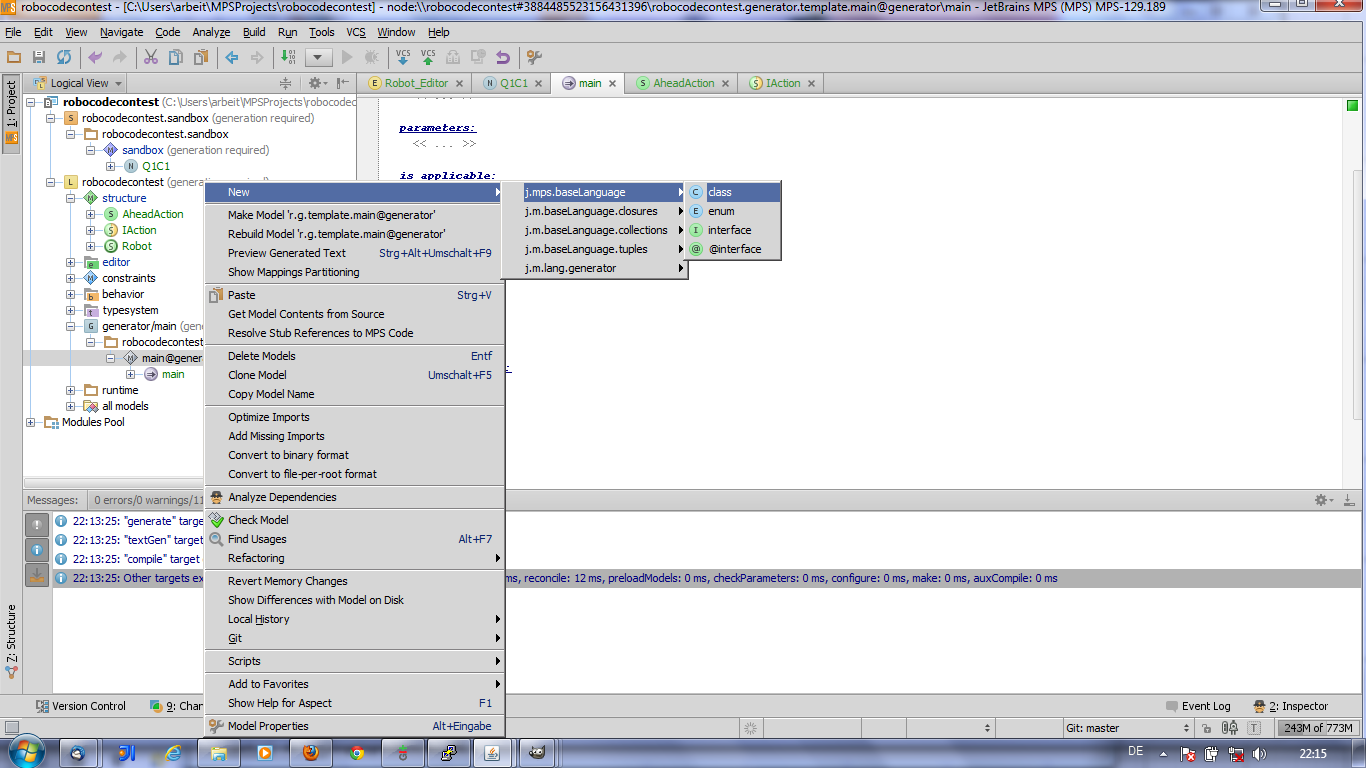 robocodecontest - [C:\Users\arbeit\MPSProjects\robocodecontest] - node:\\robocodecontest#3884485523156431396\robocodecontest.generator.template.main@generator\main - JetBrains MPS (MPS) MPS-129.189
File Edit View Navigate Code Analyze Build Run Tools VCS Window Help
Logical View
Robot_Editor Q1C1 main AheadAction IAction
1: Project
robocodecontest (C:\Users\arbeit\MPSProjects\robocodec
robocodecontest.sandbox (generation required)
robocodecontest.sandbox
sandbox (generation required)
Q1C1
robocodecontest
structure
AheadAction
IAction
Robot
editor
constraints
behavior
typesystem
generator/main
robocodecontest
main@gener
main
runtime
all models
Modules Pool
parameters:
<< ... >>
is applicable:
New
Make Model 'r.g.template.main@generator'
Rebuild Model 'r.g.template.main@generator'
Preview Generated Text Strg+Alt+Umschalt+F9
Show Mappings Partitioning
Paste Strg+V
Get Model Contents from Source
Resolve Stub References to MPS Code
Delete Models Entf
Clone Model Umschalt+F5
Copy Model Name
Optimize Imports
Add Missing Imports
Convert to binary format
Convert to file-per-root format
Analyze Dependencies
Check Model
Find Usages Alt+F7
Refactoring
Revert Memory Changes
Show Differences with Model on Disk
Local History
Git
Scripts
Add to Favorites
Show Help for Aspect F1
Model Properties Alt+Eingabe
j.mps.baseLanguage
j.m.baseLanguage.closures
j.m.baseLanguage.collections
j.m.baseLanguage.tuples
j.m.lang.generator
class
enum
interface
@interface
Messages: 0 errors/0 warnings/11
22:13:25: "generate" targe
22:13:25: "textGen" target
22:13:25: "compile" target
22:13:25: Other targets ex ms, reconcile: 12 ms, preloadModels: 0 ms, checkParameters: 0 ms, configure: 0 ms, make: 0 ms, auxCompile: 0 ms
Z: Structure
Version Control 9: Chan Event Log 2: Inspector
Git: master T 243M of 773M
DE 22:15